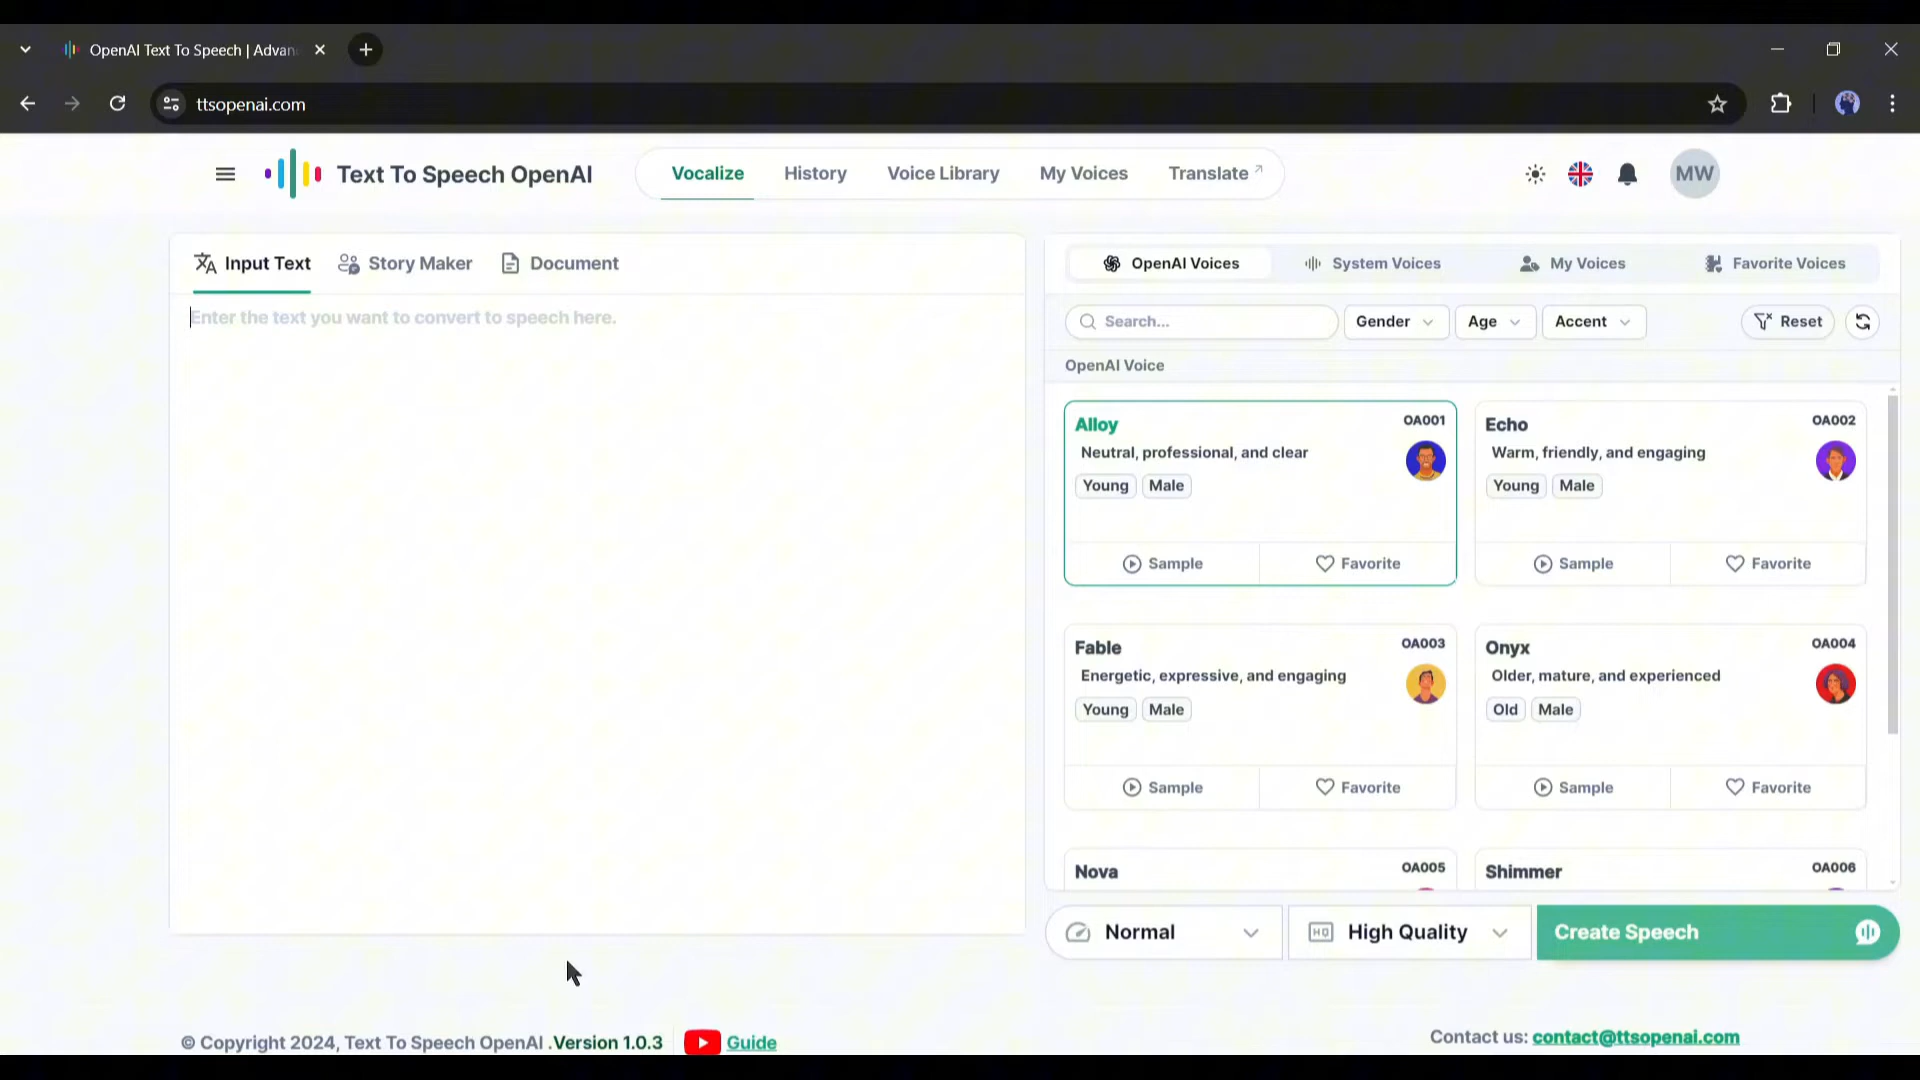 OpenAI Text To Speech | Advan
ttsopenai.com
Text To Speech OpenAI
Vocalize
History
Voice Library
My Voices
Translate
MW
Input Text
Story Maker
Document
Enter the text you want to convert to speech here.
OpenAI Voices
System Voices
My Voices
Favorite Voices
Search...
Gender
Age
Accent
Reset
OpenAI Voice
Alloy
OA001
Neutral, professional, and clear
Young
Male
Sample
Favorite
Echo
OA002
Warm, friendly, and engaging
Young
Male
Sample
Favorite
Fable
OA003
Energetic, expressive, and engaging
Young
Male
Sample
Favorite
Onyx
OA004
Older, mature, and experienced
Old
Male
Sample
Favorite
Nova
OA005
Shimmer
OA006
Normal
HQ
High Quality
Create Speech
© Copyright 2024, Text To Speech OpenAI .Version 1.0.3
Guide
Contact us: contact@ttsopenai.com